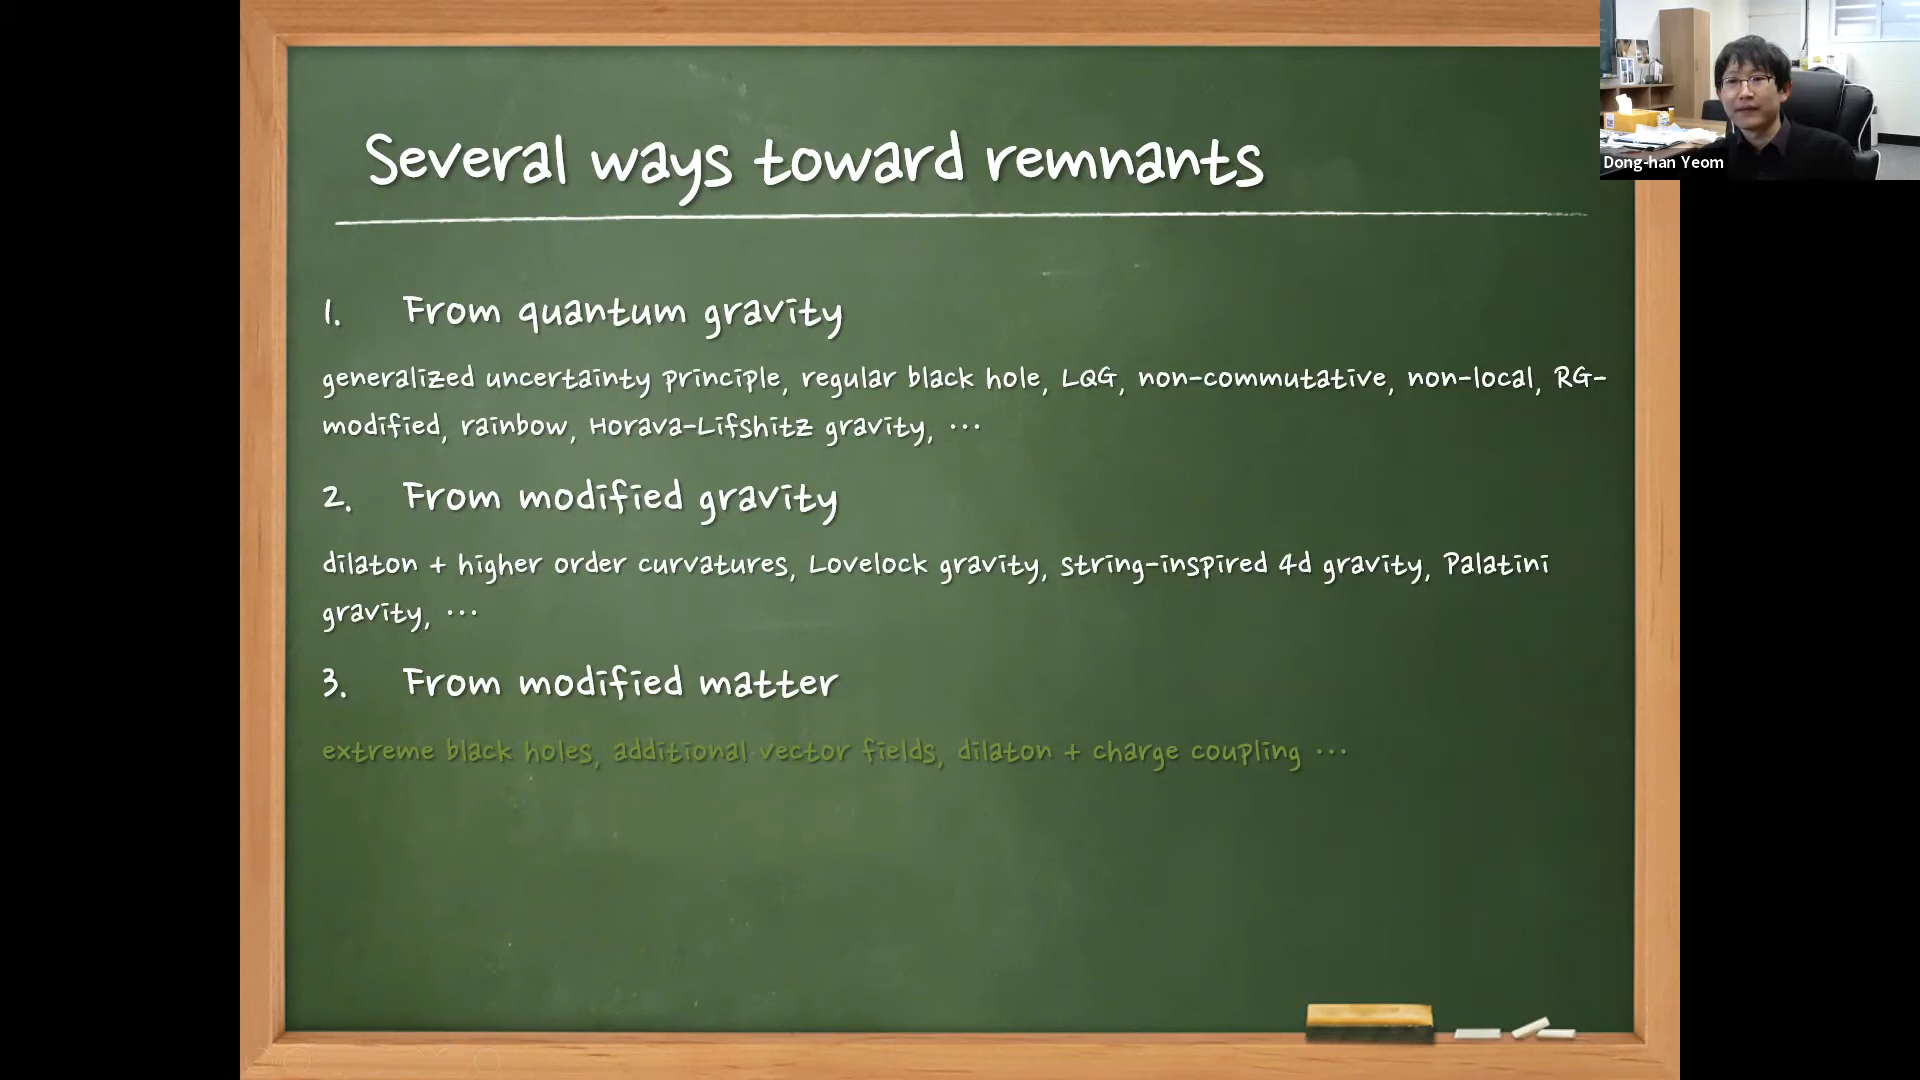 Several ways toward remnants
Dong-han Yeom
1. From quantum gravity
generalized uncertainty principle, regular black hole, LQG, non-commutative, non-local, RG-
modified, rainbow, Horava-Lifshitz gravity, ...
2. From modified gravity
dilaton + higher order curvatures, Lovelock gravity, string-inspired 4d gravity, Palatini
gravity, ...
3. From modified matter
extreme black holes, additional vector fields, dilaton + charge coupling ...